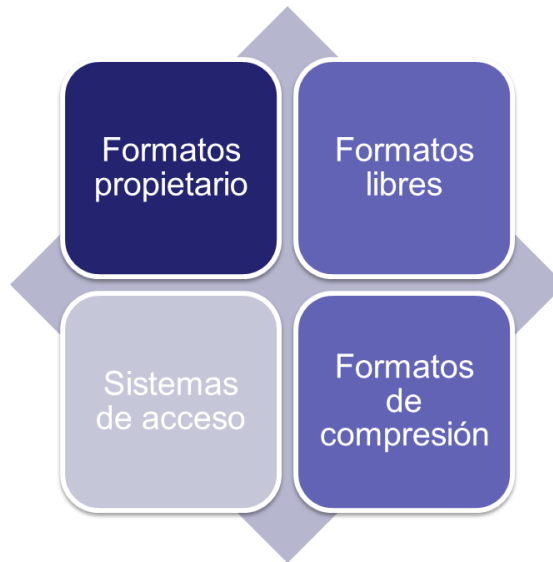 Formatos
propietario
Formatos
libres
Sistemas
de acceso
Formatos
de
compresión